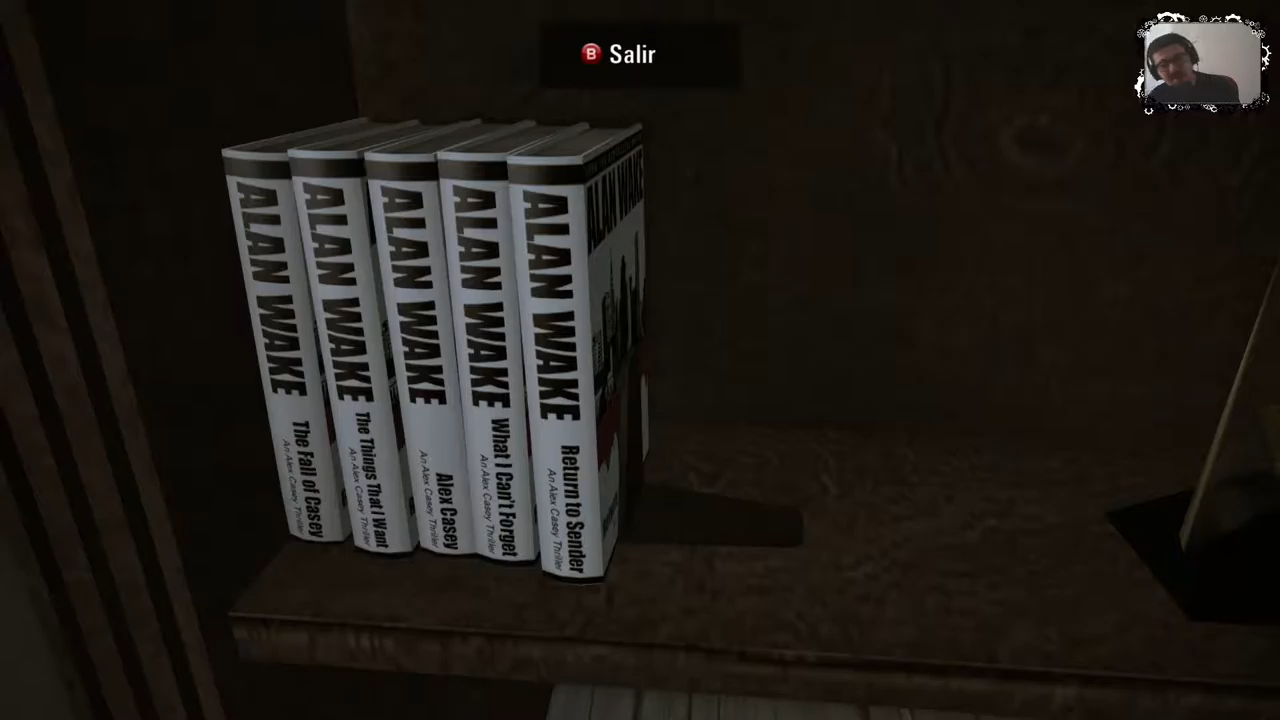 B Salir
ALAN WAKE
The Fall of Casey
An Alex Casey Thriller
ALAN WAKE
The Things That I Want
An Alex Casey Thriller
ALAN WAKE
Alex Casey
An Alex Casey Thriller
ALAN WAKE
What I Can't Forget
An Alex Casey Thriller
ALAN WAKE
Return to Sender
An Alex Casey Thriller
ALAN WAKE